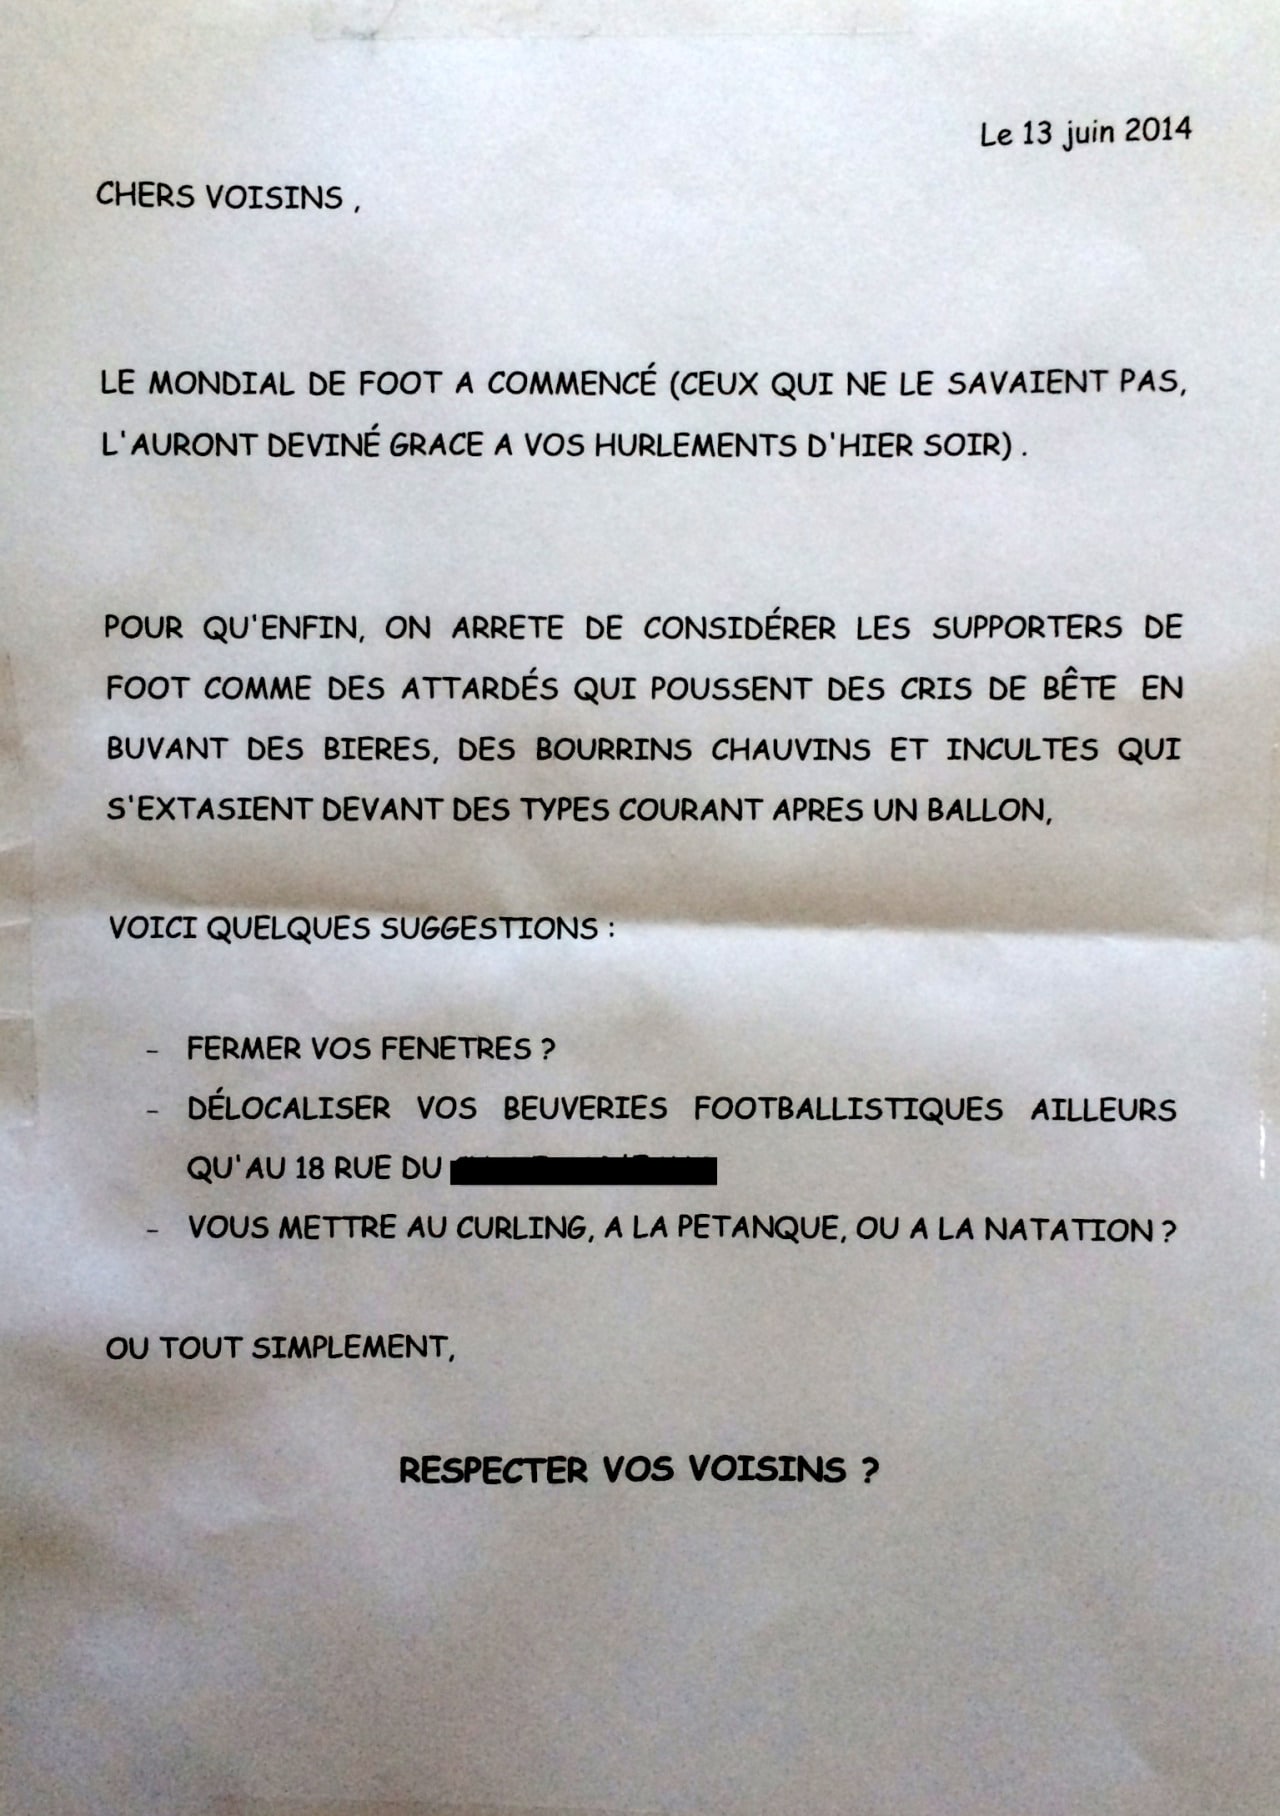 Le 13 juin 2014
CHERS VOISINS ,
LE MONDIAL DE FOOT A COMMENCÉ (CEUX QUI NE LE SAVAIENT PAS,
L'AURONT DEVINÉ GRACE A VOS HURLEMENTS D'HIER SOIR) .
POUR QU'ENFIN, ON ARRETE DE CONSIDÉRER LES SUPPORTERS DE
FOOT COMME DES ATTARDÉS QUI POUSSENT DES CRIS DE BÊTE EN
BUVANT DES BIERES, DES BOURRINS CHAUVINS ET INCULTES QUI
S'EXTASIENT DEVANT DES TYPES COURANT APRES UN BALLON,
VOICI QUELQUES SUGGESTIONS :
- FERMER VOS FENETRES ?
- DÉLOCALISER VOS BEUVERIES FOOTBALLISTIQUES AILLEURS
QU'AU 18 RUE DU
- VOUS METTRE AU CURLING, A LA PETANQUE, OU A LA NATATION ?
OU TOUT SIMPLEMENT,
RESPECTER VOS VOISINS ?